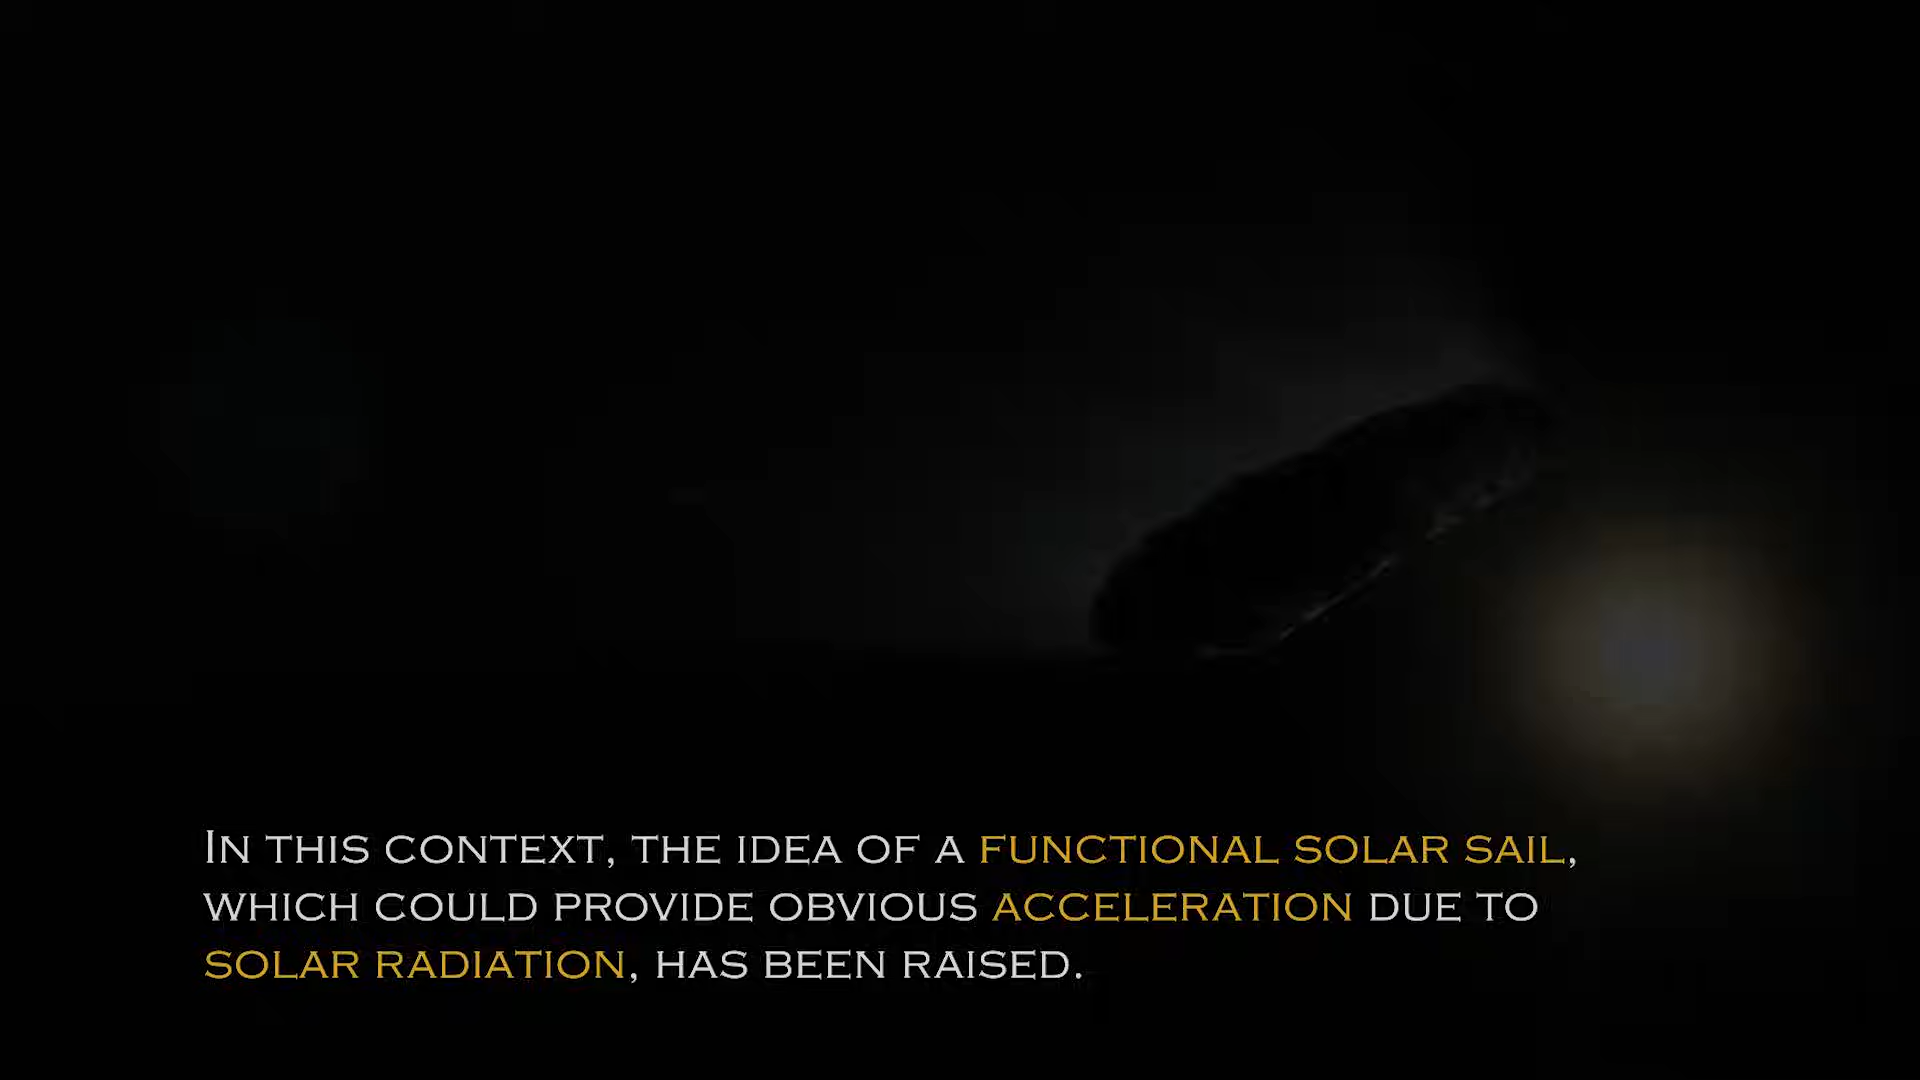 In this context, the idea of a functional solar sail,
which could provide obvious acceleration due to
solar radiation, has been raised.